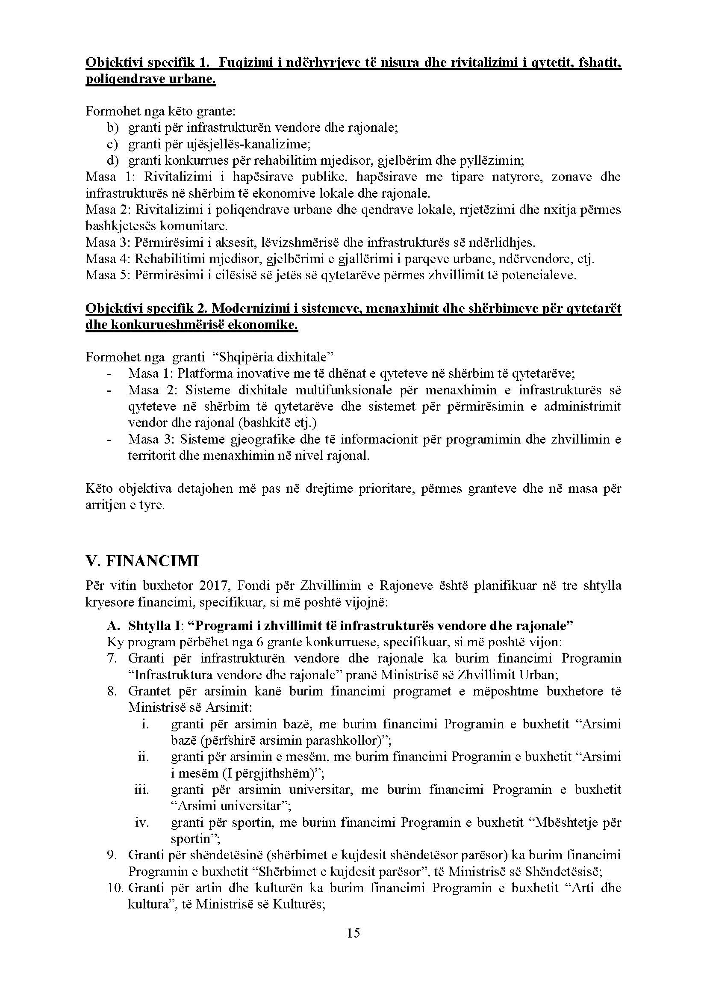 Objektivi specifik 1.  Fuqizimi i ndërhyrjeve të nisura dhe rivitalizimi i qytetit, fshatit,
poliqendrave urbane.
Formohet nga këto grante:
b) granti për infrastrukturën vendore dhe rajonale;
c) granti për ujësjellës-kanalizime;
d) granti konkurrues për rehabilitim mjedisor, gjelbërim dhe pyllëzimin;
Masa 1: Rivitalizimi i hapësirave publike, hapësirave me tipare natyrore, zonave dhe
infrastrukturës në shërbim të ekonomive lokale dhe rajonale.
Masa 2: Rivitalizimi i poliqendrave urbane dhe qendrave lokale, rrjetëzimi dhe nxitja përmes
bashkjetesës komunitare.
Masa 3: Përmirësimi i aksesit, lëvizshmërisë dhe infrastrukturës së ndërlidhjes.
Masa 4: Rehabilitimi mjedisor, gjelbërimi e gjallërimi i parqeve urbane, ndërvendore, etj.
Masa 5: Përmirësimi i cilësisë së jetës së qytetarëve përmes zhvillimit të potencialeve.
Objektivi specifik 2. Modernizimi i sistemeve, menaxhimit dhe shërbimeve për qytetarët
dhe konkurueshmërisë ekonomike.
Formohet nga  granti  “Shqipëria dixhitale”
- Masa 1: Platforma inovative me të dhënat e qyteteve në shërbim të qytetarëve;
- Masa 2: Sisteme dixhitale multifunksionale për menaxhimin e infrastrukturës së
qyteteve në shërbim të qytetarëve dhe sistemet për përmirësimin e administrimit
vendor dhe rajonal (bashkitë etj.)
- Masa 3: Sisteme gjeografike dhe të informacionit për programimin dhe zhvillimin e
territorit dhe menaxhimin në nivel rajonal.
Këto objektiva detajohen më pas në drejtime prioritare, përmes granteve dhe në masa për
arritjen e tyre.
V. FINANCIMI
Për vitin buxhetor 2017, Fondi për Zhvillimin e Rajoneve është planifikuar në tre shtylla
kryesore financimi, specifikuar, si më poshtë vijojnë:
A. Shtylla I: “Programi i zhvillimit të infrastrukturës vendore dhe rajonale”
Ky program përbëhet nga 6 grante konkurruese, specifikuar, si më poshtë vijon:
7. Granti për infrastrukturën vendore dhe rajonale ka burim financimi Programin
“Infrastruktura vendore dhe rajonale” pranë Ministrisë së Zhvillimit Urban;
8. Grantet për arsimin kanë burim financimi programet e mëposhtme buxhetore të
Ministrisë së Arsimit:
i. granti për arsimin bazë, me burim financimi Programin e buxhetit “Arsimi
bazë (përfshirë arsimin parashkollor)”;
ii. granti për arsimin e mesëm, me burim financimi Programin e buxhetit “Arsimi
i mesëm (I përgjithshëm)”;
iii. granti për arsimin universitar, me burim financimi Programin e buxhetit
“Arsimi universitar”;
iv. granti për sportin, me burim financimi Programin e buxhetit “Mbështetje për
sportin”;
9. Granti për shëndetësinë (shërbimet e kujdesit shëndetësor parësor) ka burim financimi
Programin e buxhetit “Shërbimet e kujdesit parësor”, të Ministrisë së Shëndetësisë;
10. Granti për artin dhe kulturën ka burim financimi Programin e buxhetit “Arti dhe
kultura”, të Ministrisë së Kulturës;
15